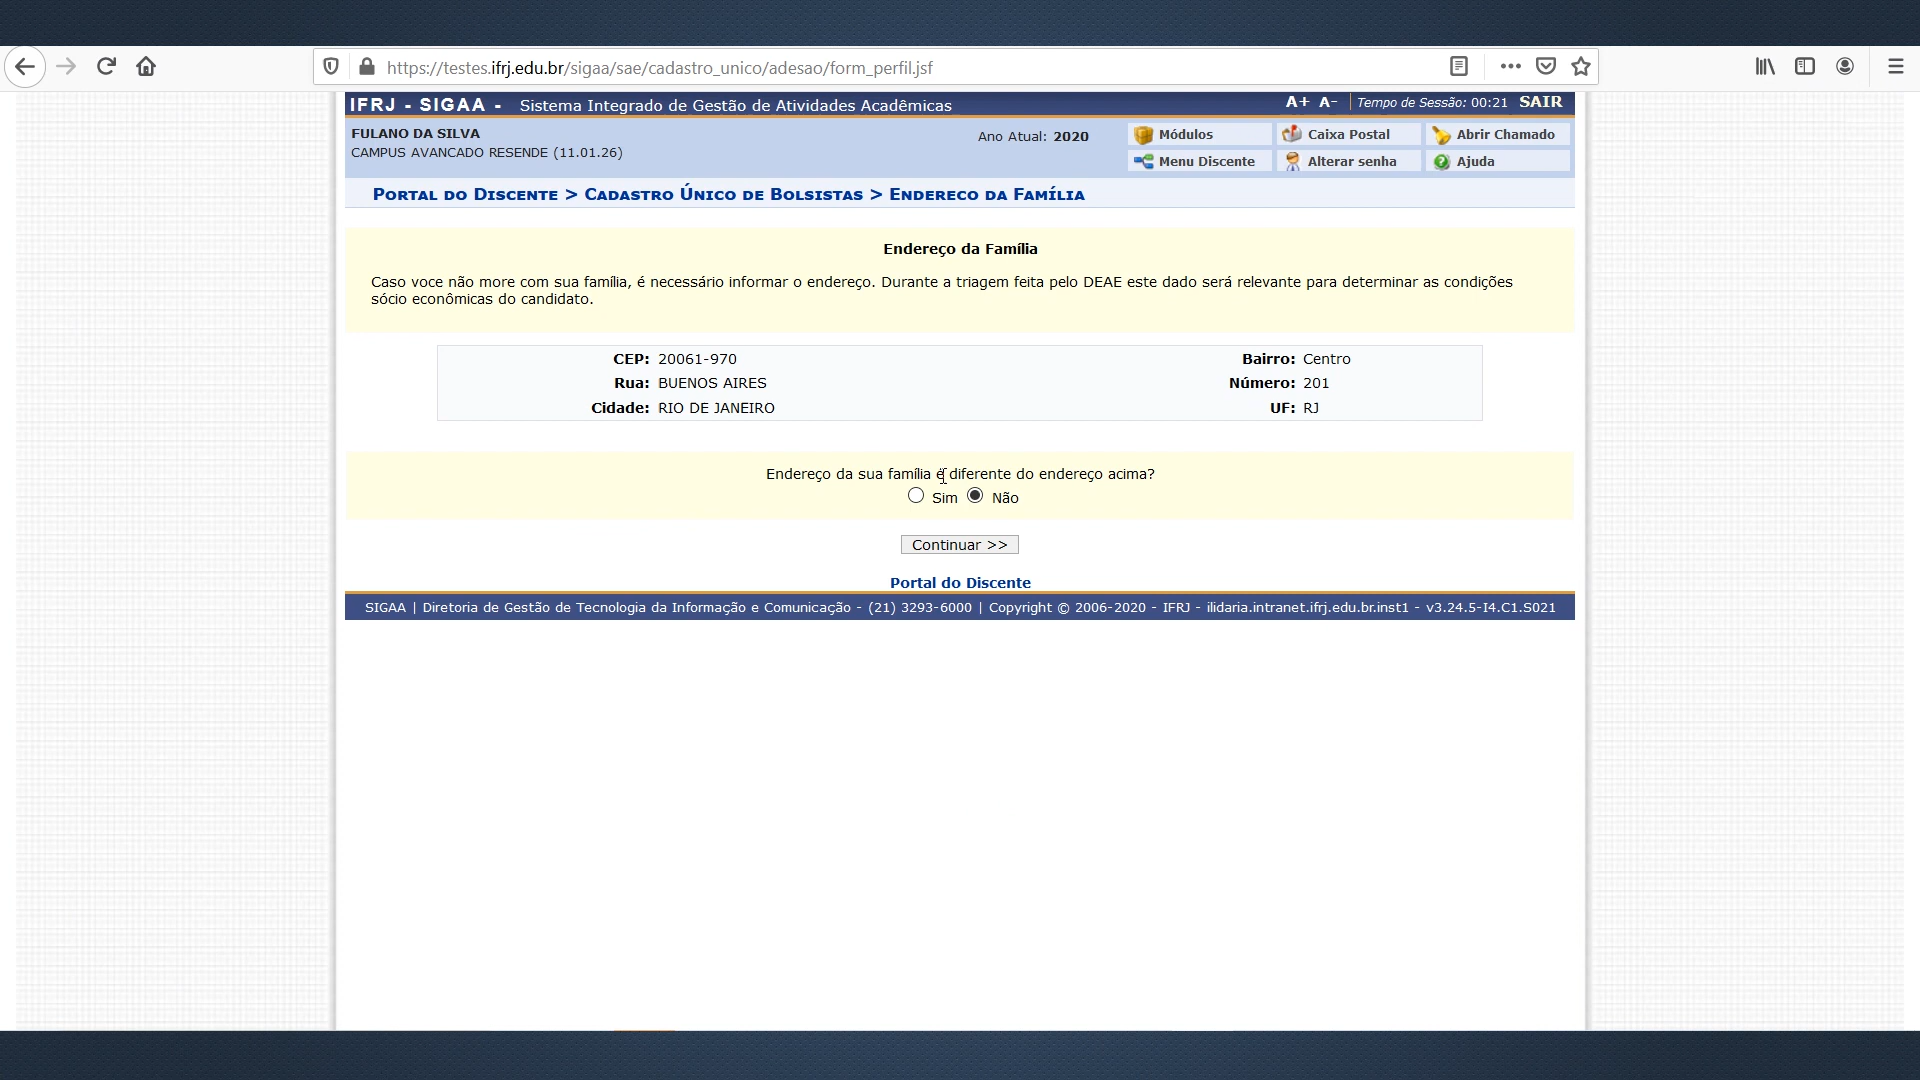 https://testes.ifrj.edu.br/sigaa/sae/cadastro_unico/adesao/form_perfil.jsf
IFRJ - SIGAA - Sistema Integrado de Gestão de Atividades Acadêmicas A+ A- Tempo de Sessão: 00:21 SAIR
FULANO DA SILVA Ano Atual: 2020 Módulos Caixa Postal Abrir Chamado
CAMPUS AVANCADO RESENDE (11.01.26) Menu Discente Alterar senha Ajuda
Portal do Discente > Cadastro Único de Bolsistas > Endereco da Família
Endereço da Família
Caso voce não more com sua família, é necessário informar o endereço. Durante a triagem feita pelo DEAE este dado será relevante para determinar as condições
sócio econômicas do candidato.
CEP: 20061-970 Bairro: Centro
Rua: BUENOS AIRES Número: 201
Cidade: RIO DE JANEIRO UF: RJ
Endereço da sua família é diferente do endereço acima?
Sim Não
Continuar >>
Portal do Discente
SIGAA | Diretoria de Gestão de Tecnologia da Informação e Comunicação - (21) 3293-6000 | Copyright © 2006-2020 - IFRJ - ilidaria.intranet.ifrj.edu.br.inst1 - v3.24.5-I4.C1.S021